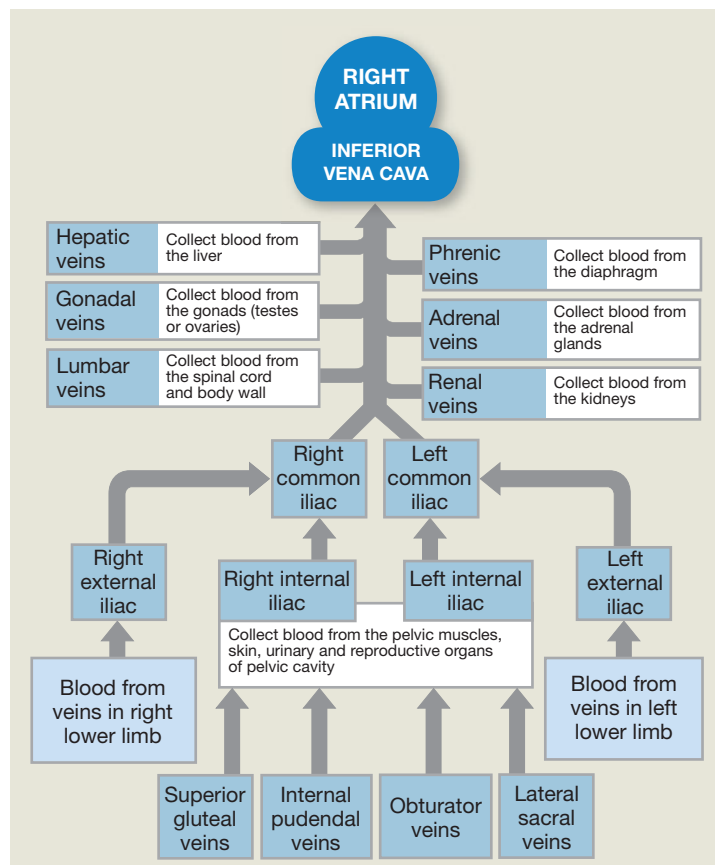 RIGHT
ATRIUM
INFERIOR
VENA CAVA
Hepatic
veins
Collect blood from
the liver
Gonadal
veins
Collect blood from
the gonads (testes
or ovaries)
Lumbar
veins
Collect blood from
the spinal cord
and body wall
Phrenic
veins
Collect blood from
the diaphragm
Adrenal
veins
Collect blood from
the adrenal
glands
Renal
veins
Collect blood from
the kidneys
Right
common
iliac
Left
common
iliac
Right
external
iliac
Right internal
iliac
Left internal
iliac
Left
external
iliac
Collect blood from the pelvic muscles,
skin, urinary and reproductive organs
of pelvic cavity
Blood from
veins in right
lower limb
Blood from
veins in left
lower limb
Superior
gluteal
veins
Internal
pudendal
veins
Obturator
veins
Lateral
sacral
veins